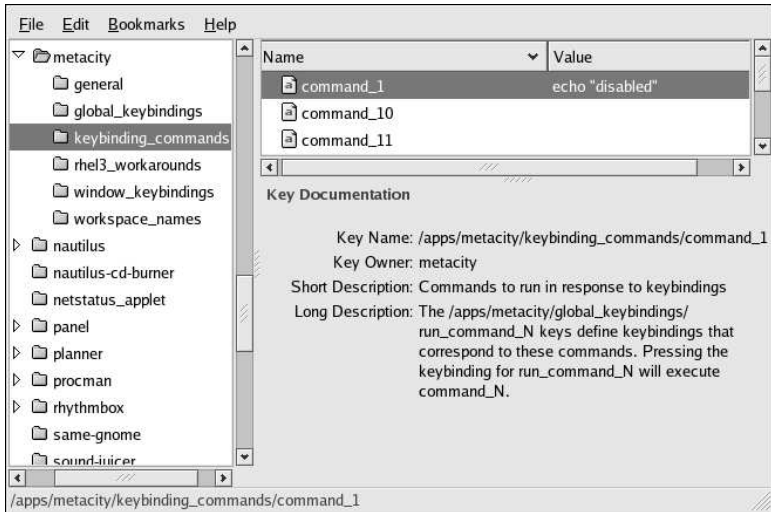 File Edit Bookmarks Help
metacity
general
global_keybindings
keybinding_commands
rhel3_workarounds
window_keybindings
workspace_names
nautilus
nautilus-cd-burner
netstatus_applet
panel
planner
procman
rhythmbox
same-gnome
sound-juicer
Name Value
command_1 echo "disabled"
command_10
command_11
Key Documentation
Key Name: /apps/metacity/keybinding_commands/command_1
Key Owner: metacity
Short Description: Commands to run in response to keybindings
Long Description: The /apps/metacity/global_keybindings/
run_command_N keys define keybindings that
correspond to these commands. Pressing the
keybinding for run_command_N will execute
command_N.
/apps/metacity/keybinding_commands/command_1